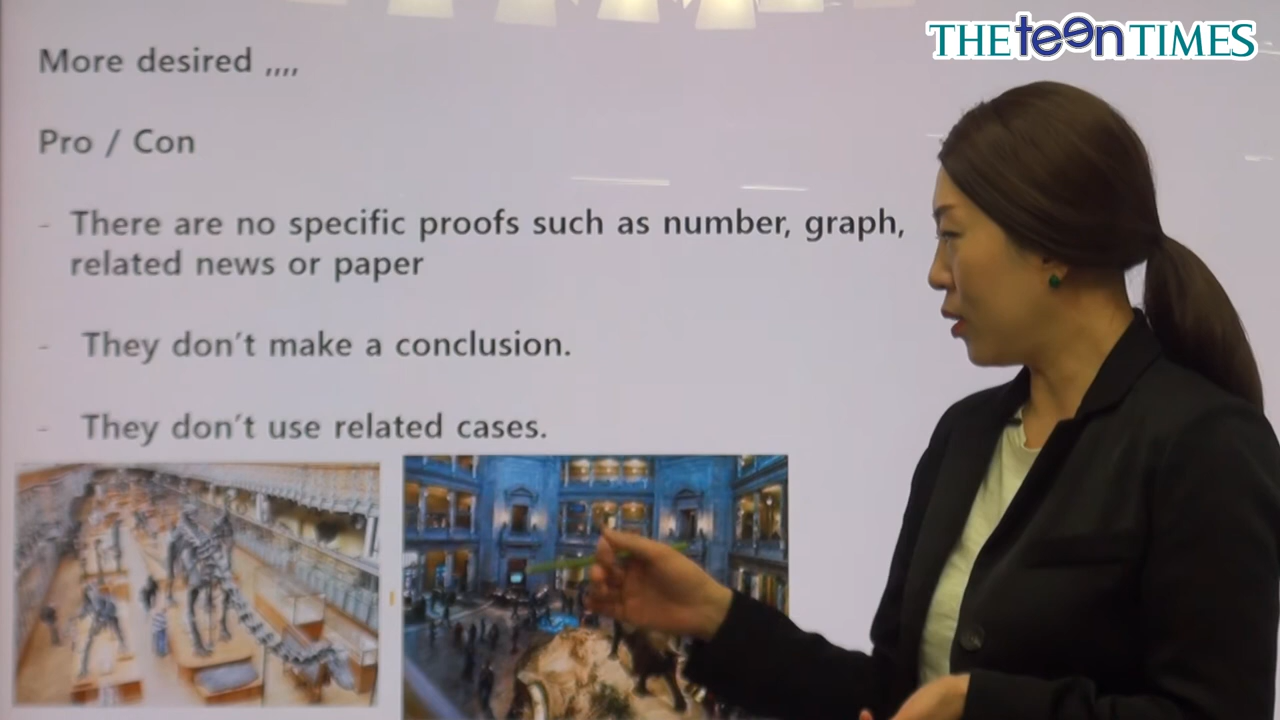 THE teen TIMES
More desired ,,,,
Pro / Con
- There are no specific proofs such as number, graph,
related news or paper
- They don't make a conclusion.
- They don't use related cases.